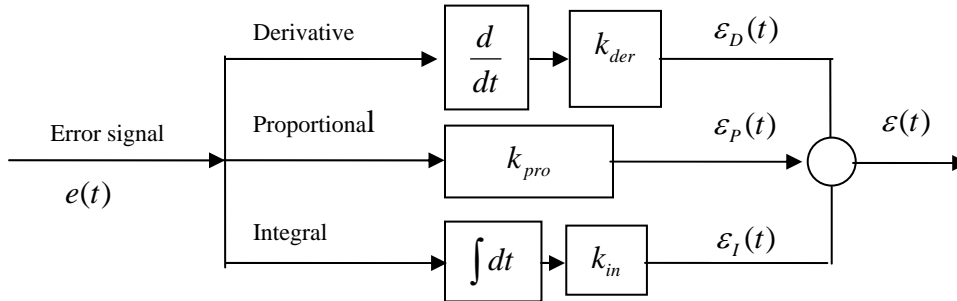 Derivative
d/dt
k_der
ε_D(t)
Error signal
e(t)
Proportional
k_pro
ε_P(t)
ε(t)
Integral
∫dt
k_in
ε_I(t)